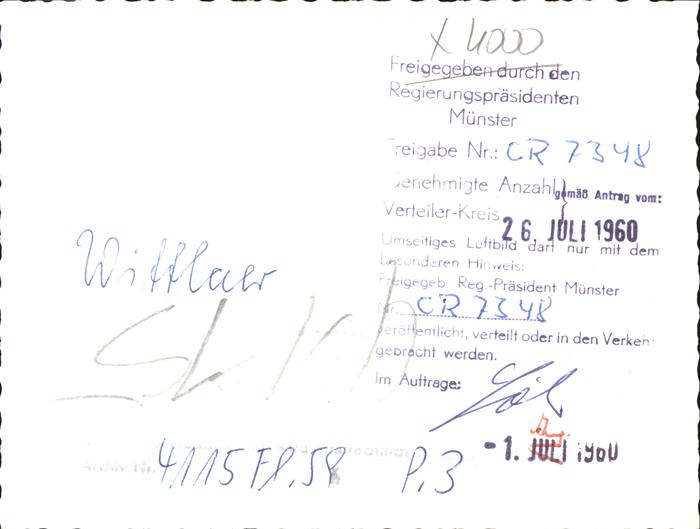 x 4000
Freigegeben durch den
Regierungspräsidenten
Münster
Freigabe Nr.: CR 7348
Genehmigte Anzahl
gemäß Antrag vom:
Verteiler-Kreis
26. JULI 1960
Umseitiges Luftbild darf nur mit dem
besonderen Hinweis:
Freigegeb. Reg.-Präsident Münster
Nr. CR 7348
veröffentlicht, verteilt oder in den Verkehr
gebracht werden.
Im Auftrage:
Wittlaer
-1. JULI 1960
Archiv Nr. 4115 FP. 58 P. 3